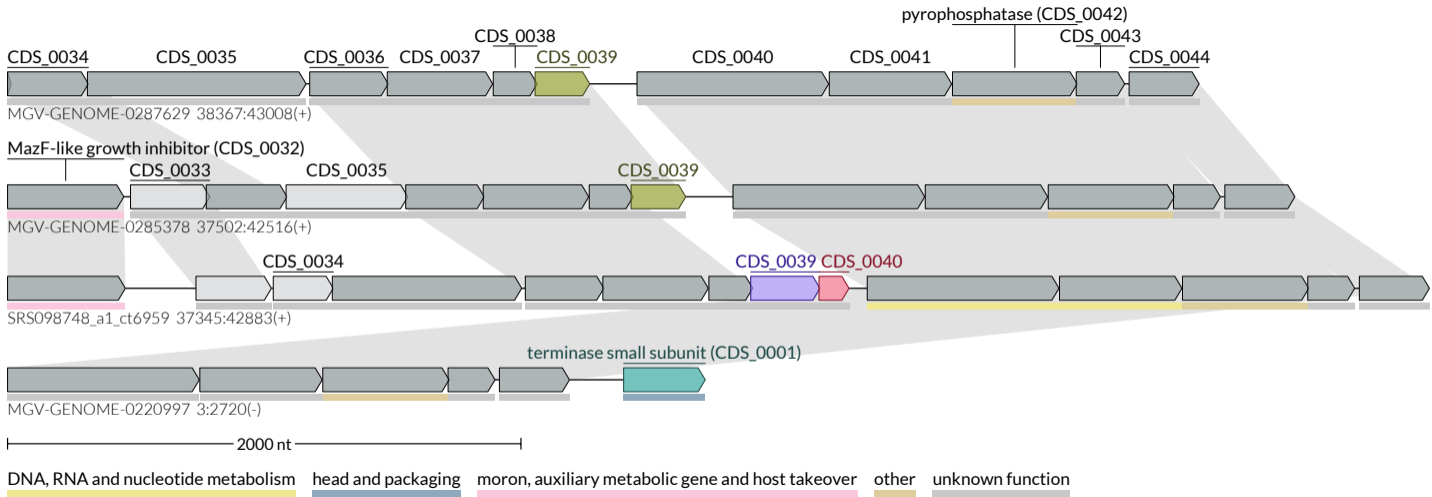 pyrophosphatase (CDS_0042)
CDS_0038 CDS_0043
CDS_0034 CDS_0035 CDS_0036 CDS_0037 CDS_0039 CDS_0040 CDS_0041 CDS_0044
MGV-GENOME-0287629 38367:43008(+)
MazF-like growth inhibitor (CDS_0032)
CDS_0033 CDS_0035 CDS_0039
MGV-GENOME-0285378 37502:42516(+)
CDS_0034 CDS_0039 CDS_0040
SRS098748_a1_ct6959 37345:42883(+)
terminase small subunit (CDS_0001)
MGV-GENOME-0220997 3:2720(-)
2000 nt
DNA, RNA and nucleotide metabolism head and packaging moron, auxiliary metabolic gene and host takeover other unknown function